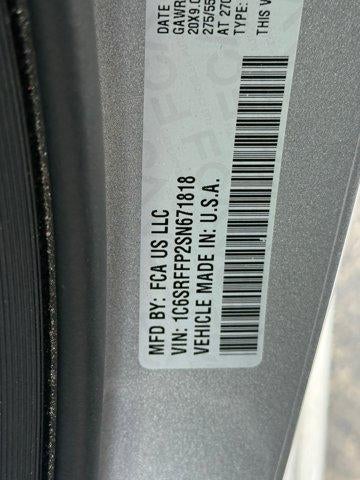 MFD BY: FCA US LLC
DATE
GAWR
20X9.0
275/55
AT 270
TYPE:
THIS V
VIN: 1C6SRFFP2SN671818
VEHICLE MADE IN: U.S.A.